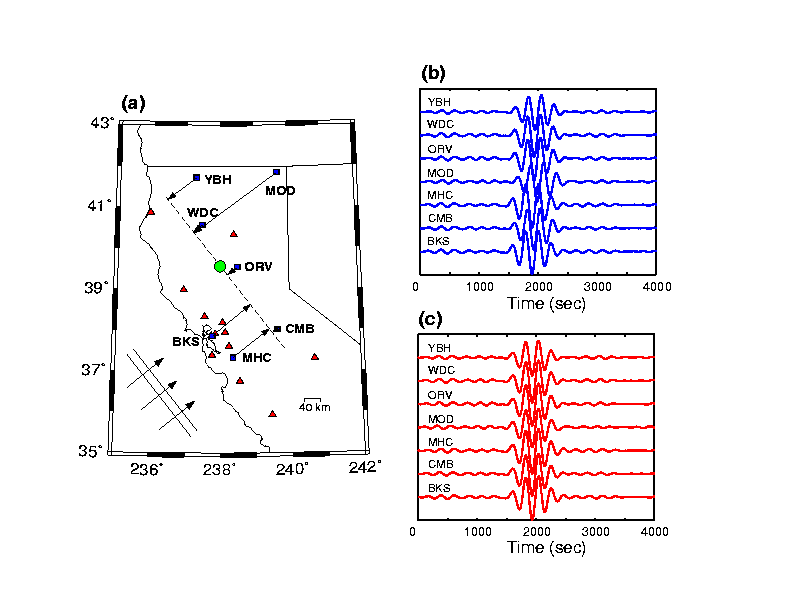 (a)
43°
41°
39°
37°
35°
236°
238°
240°
242°
YBH
MOD
WDC
ORV
BKS
CMB
MHC
40 km
(b)
YBH
WDC
ORV
MOD
MHC
CMB
BKS
0 1000 2000 3000 4000
Time (sec)
(c)
YBH
WDC
ORV
MOD
MHC
CMB
BKS
0 1000 2000 3000 4000
Time (sec)